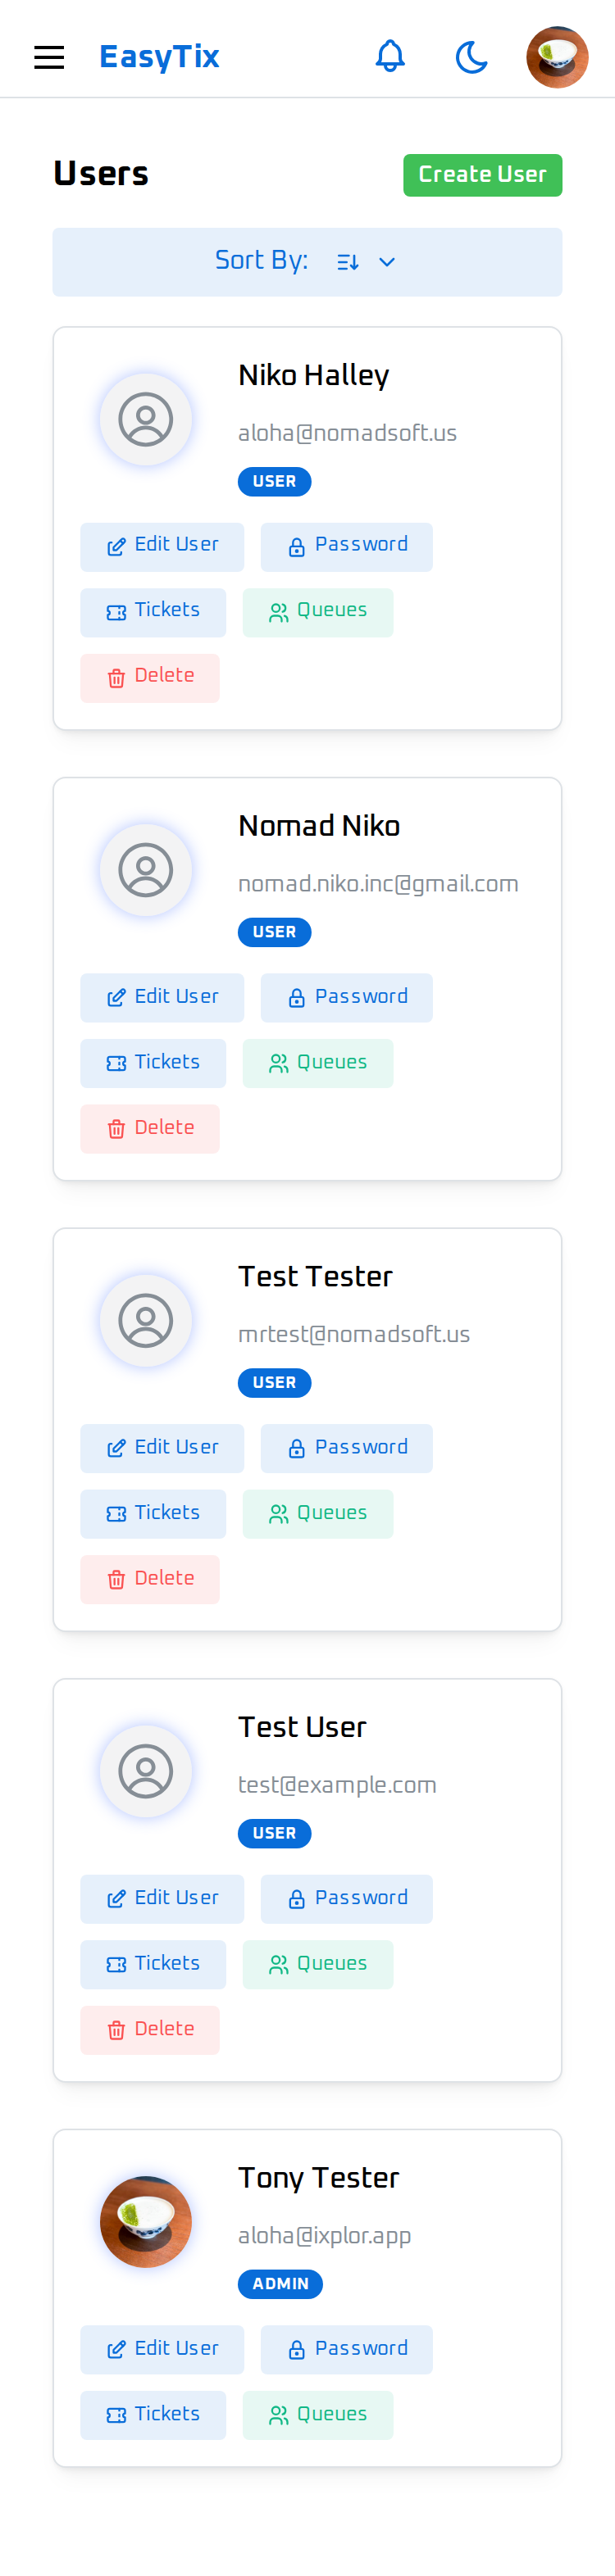 EasyTix
Users
Create User
Sort By:
Niko Halley
aloha@nomadsoft.us
USER
Edit User
Password
Tickets
Queues
Delete
Nomad Niko
nomad.niko.inc@gmail.com
USER
Edit User
Password
Tickets
Queues
Delete
Test Tester
mrtest@nomadsoft.us
USER
Edit User
Password
Tickets
Queues
Delete
Test User
test@example.com
USER
Edit User
Password
Tickets
Queues
Delete
Tony Tester
aloha@ixplor.app
ADMIN
Edit User
Password
Tickets
Queues